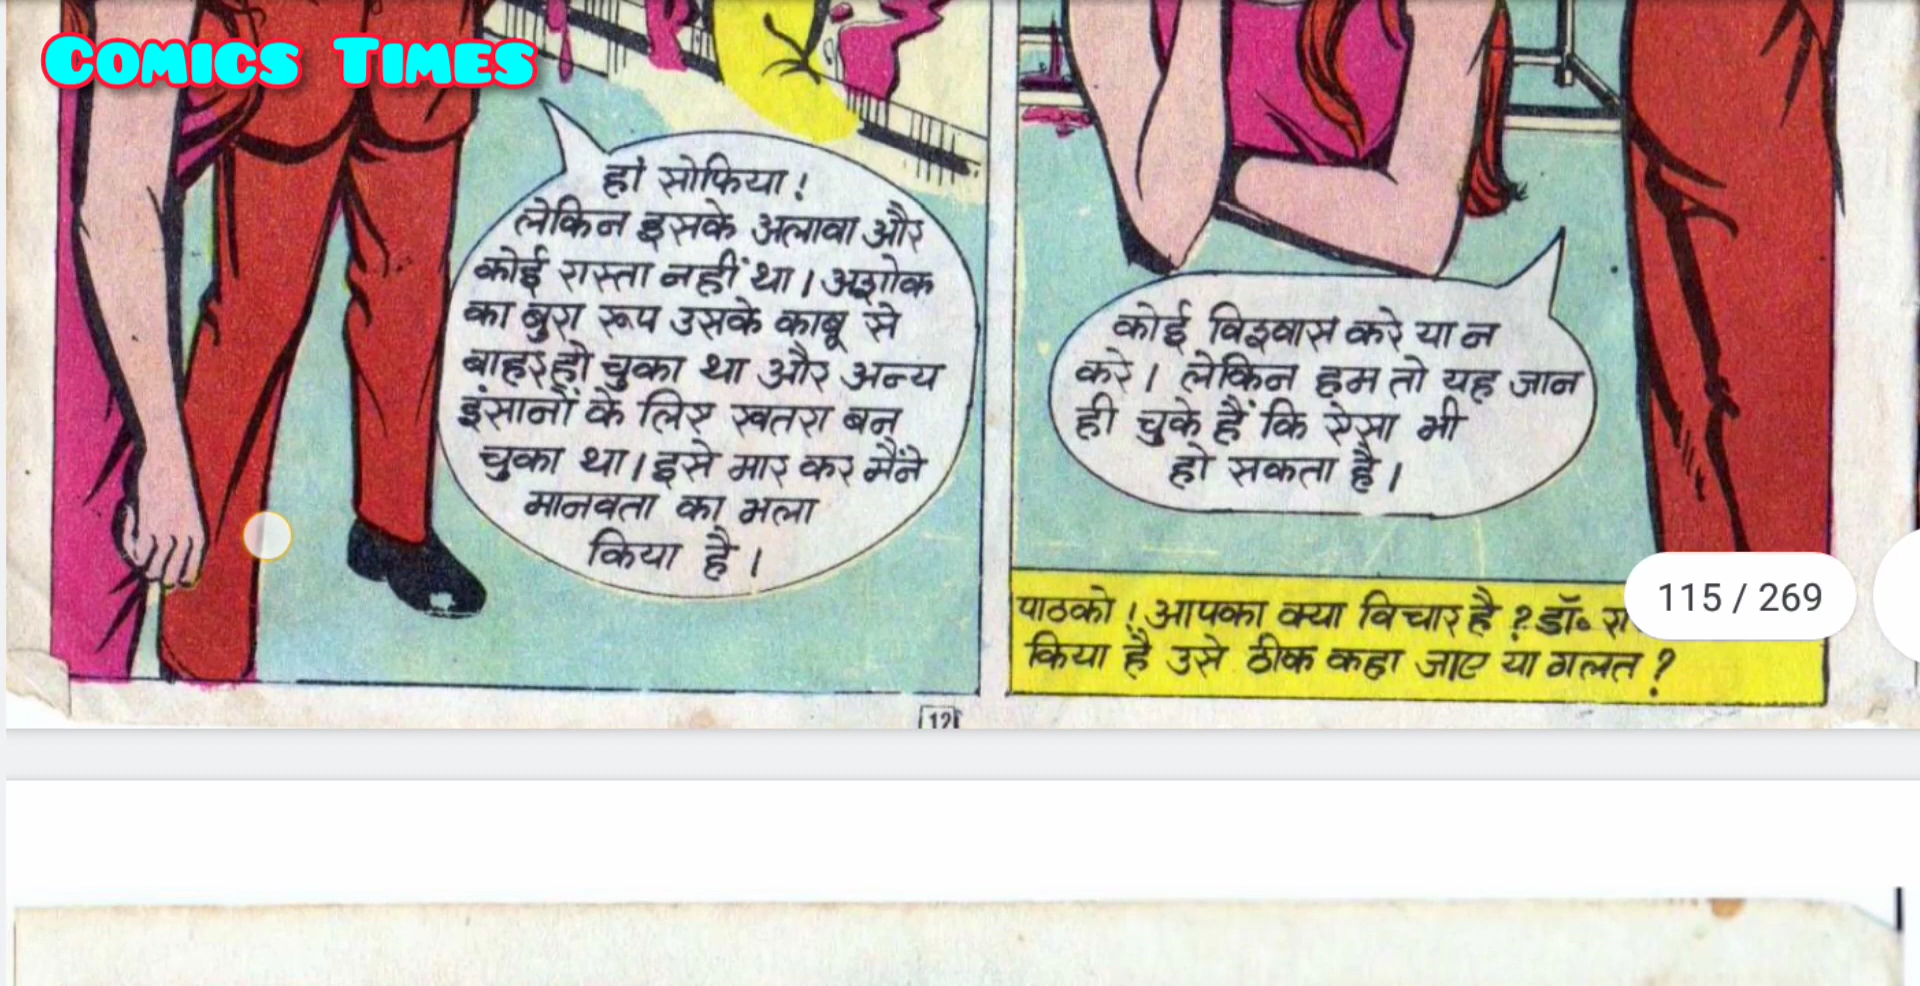 COMICS TIMES
हां सोफिया!
लेकिन इसके अलावा और
कोई रास्ता नहीं था। अशोक
का बुरा रूप उसके काबू से
बाहर हो चुका था और अन्य
इंसानों के लिए खतरा बन
चुका था। इसे मार कर मैंने
मानवता का भला
किया है।
कोई विश्वास करे या न
करे। लेकिन हम तो यह जान
ही चुके हैं कि ऐसा भी
हो सकता है।
पाठको! आपका क्या विचार है? डॉ॰
किया है उसे ठीक कहा जाए या गलत?
115 / 269